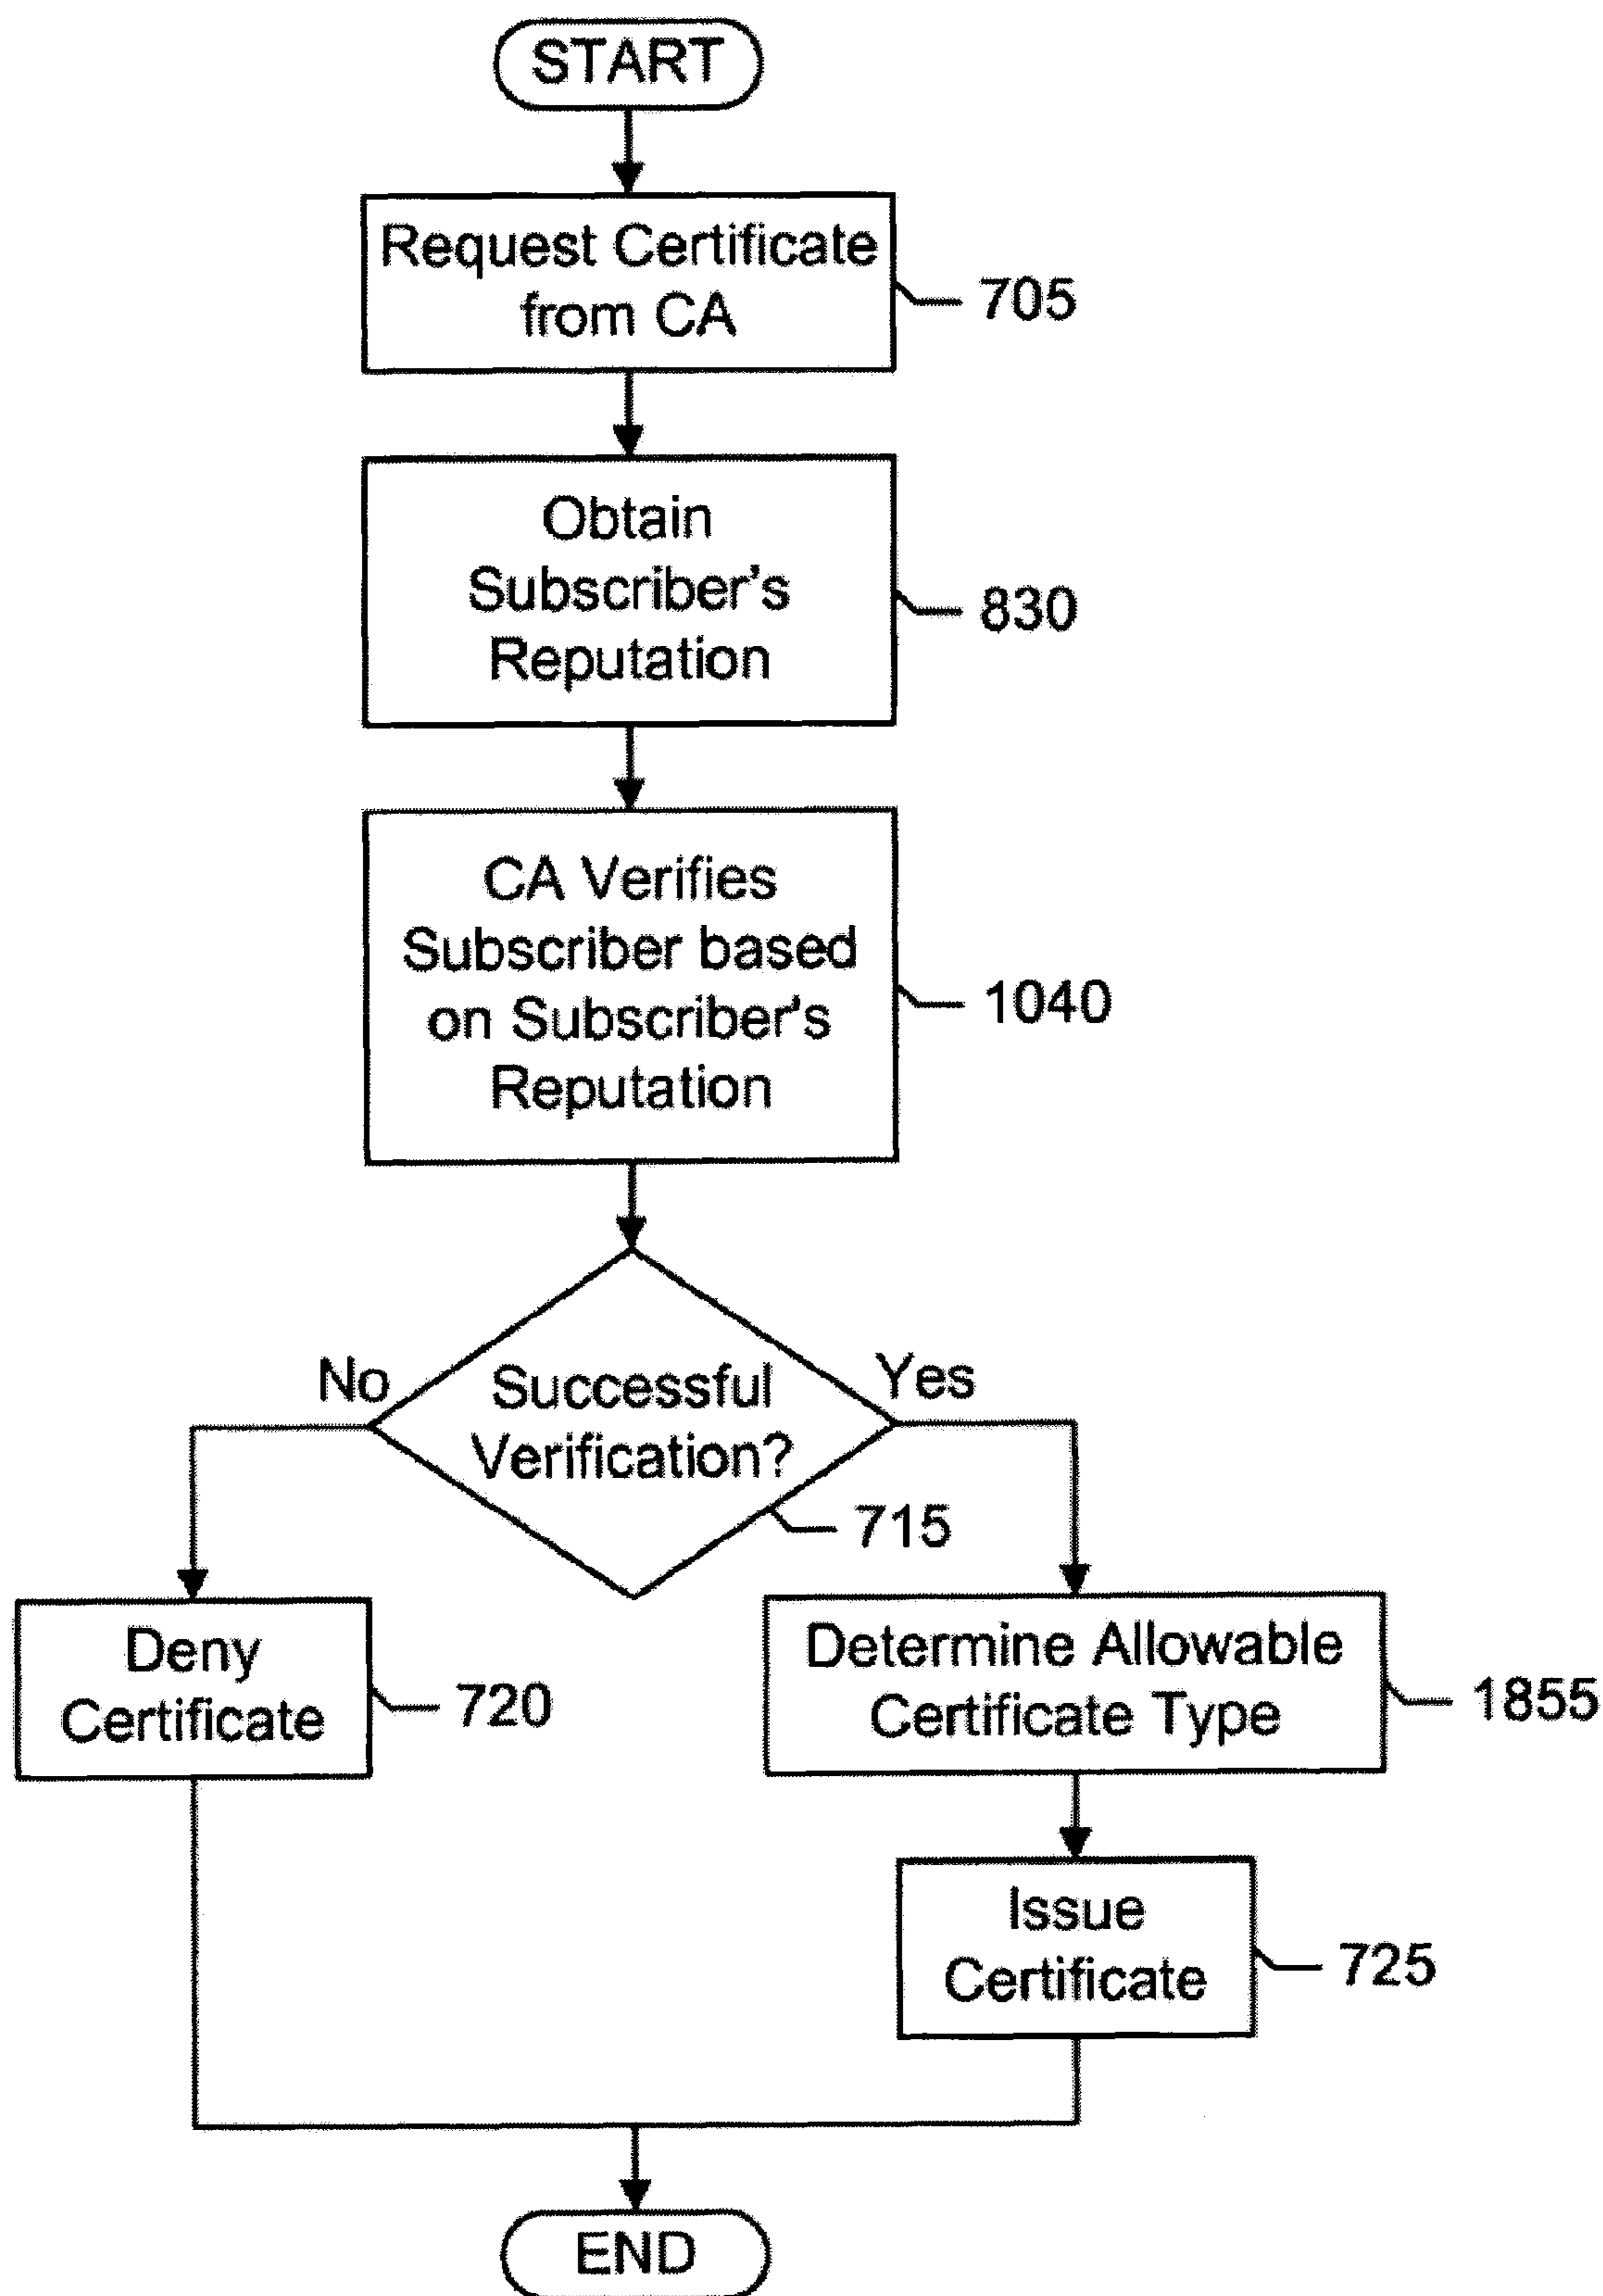 START
Request Certificate
from CA
705
Obtain
Subscriber's
Reputation
830
CA Verifies
Subscriber based
on Subscriber's
Reputation
1040
No
Successful
Verification?
Yes
715
Deny
Certificate
720
Determine Allowable
Certificate Type
1855
Issue
Certificate
725
END